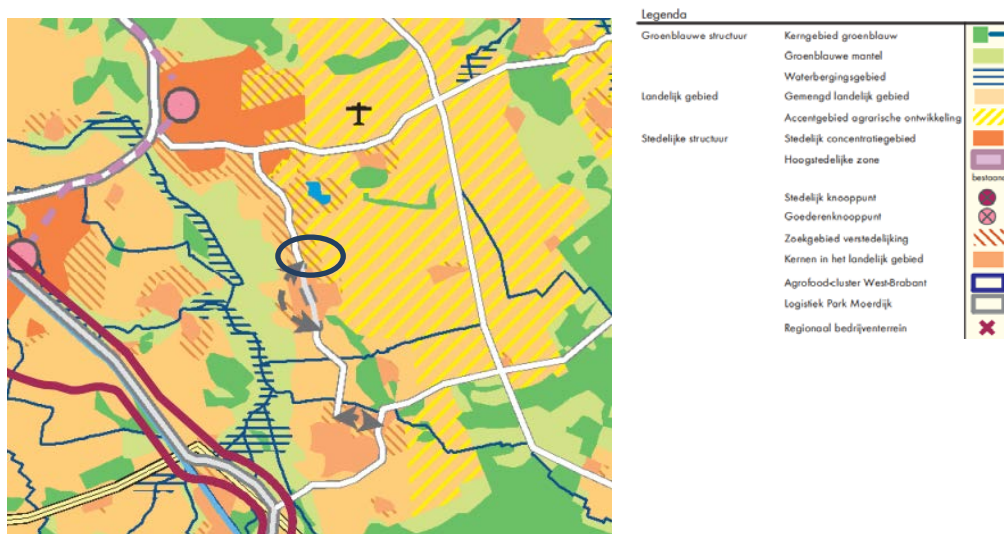 Legenda
Groenblauwe structuur Kerngebied groenblauw
Groenblauwe mantel
Waterbergingsgebied
Landelijk gebied Gemengd landelijk gebied
Accentgebied agrarische ontwikkeling
Stedelijke structuur Stedelijk concentratiegebied
Hoogstedelijke zone
bestaand
Stedelijk knooppunt
Goederenknooppunt
Zoekgebied verstedelijking
Kernen in het landelijk gebied
Agrofood-cluster West-Brabant
Logistiek Park Moerdijk
Regionaal bedrijventerrein